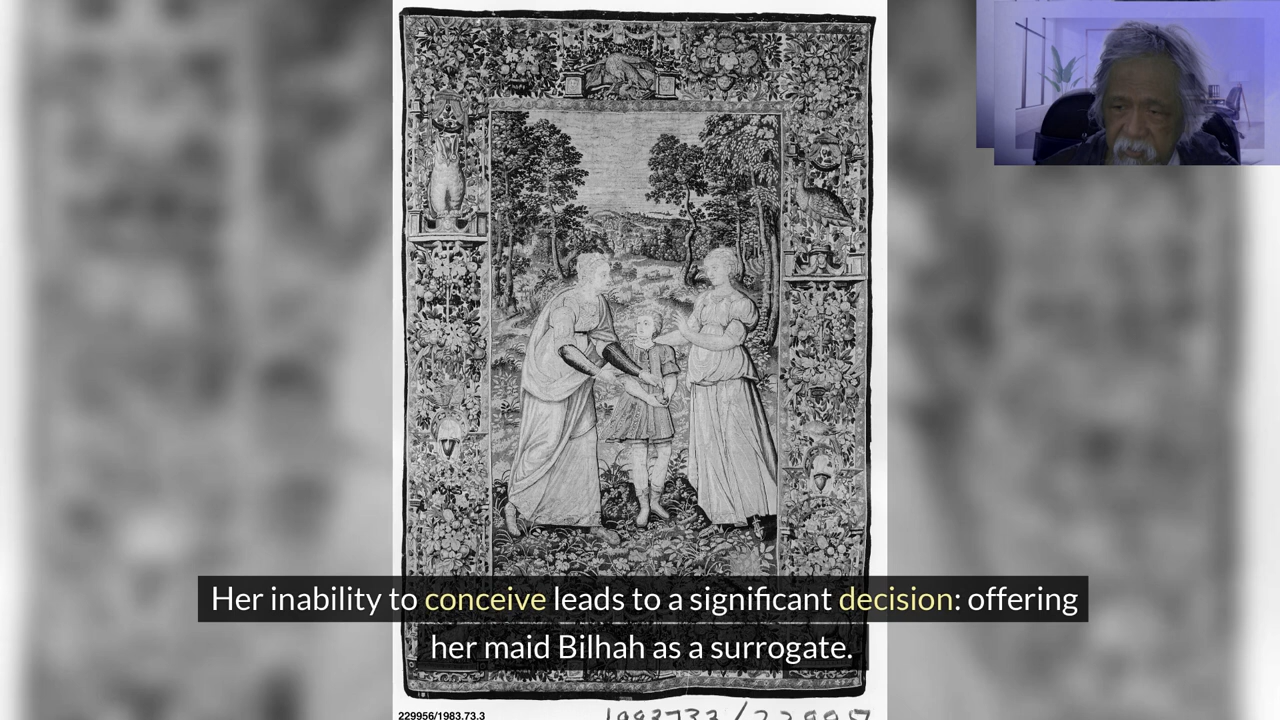 Her inability to conceive leads to a significant decision: offering
her maid Bilhah as a surrogate.
229956/1983.73.3